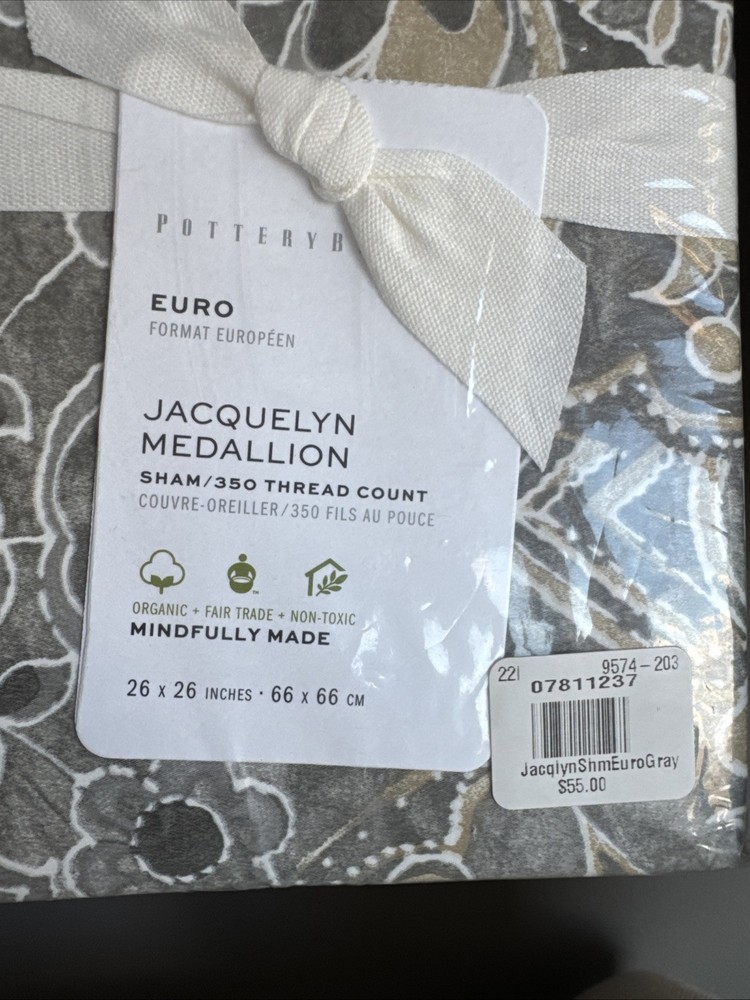 POTTERYB
EURO
FORMAT EUROPÉEN
JACQUELYN
MEDALLION
SHAM/350 THREAD COUNT
COUVRE-OREILLER/350 FILS AU POUCE
ORGANIC + FAIR TRADE + NON-TOXIC
MINDFULLY MADE
26 x 26 INCHES · 66 x 66 CM
22I 9574-203
07811237
JacqlynShmEuroGray
$55.00